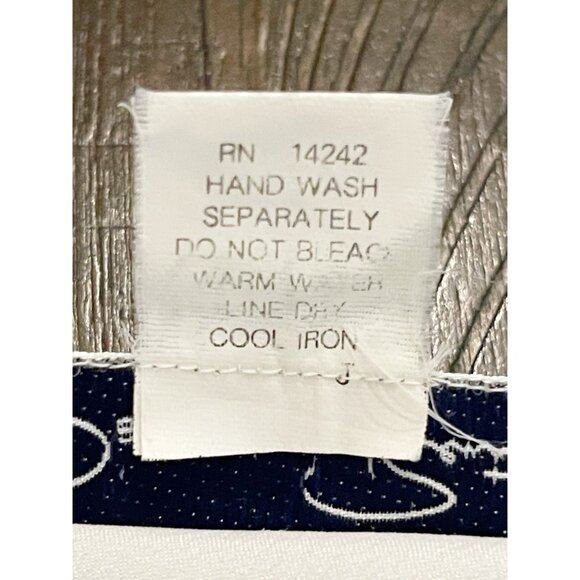 RN 14242
HAND WASH
SEPARATELY
DO NOT BLEAC
WARM WATER
LINE DRY
COOL IRON
J